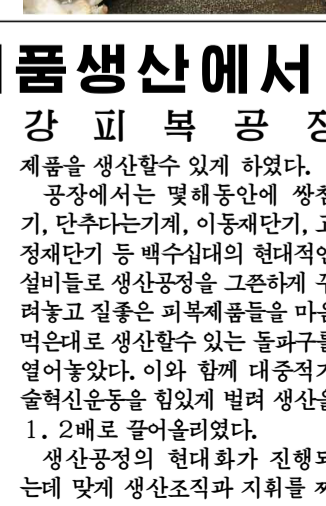 품생산에서
강피복공장
제품을 생산할수 있게 하였다.
공장에서는 몇해동안에 쌍침
기, 단추다는기계, 이동재단기, 고
정재단기 등 백수십대의 현대적인
설비들로 생산공정을 그쯘하게 꾸
려놓고 질좋은 피복제품들을 마음
먹은대로 생산할수 있는 돌파구를
열어놓았다. 이와 함께 대중적기
술혁신운동을 힘있게 벌려 생산을
1. 2배로 끌어올리였다.
생산공정의 현대화가 진행되
는데 맞게 생산조직과 지휘를 짜